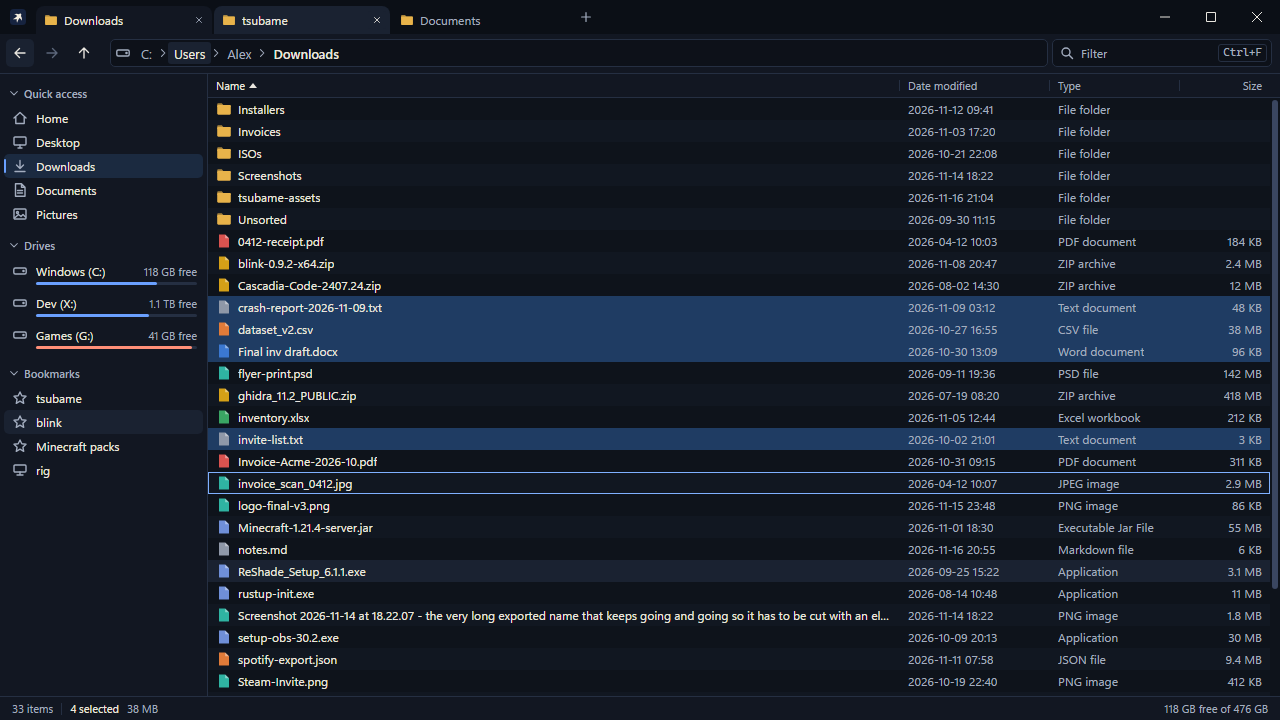 Downloads
tsubame
Documents
C: Users Alex Downloads
Filter Ctrl+F
Quick access
Home
Desktop
Downloads
Documents
Pictures
Drives
Windows (C:) 118 GB free
Dev (X:) 1.1 TB free
Games (G:) 41 GB free
Bookmarks
tsubame
blink
Minecraft packs
rig
Name Date modified Type Size
Installers 2026-11-12 09:41 File folder
Invoices 2026-11-03 17:20 File folder
ISOs 2026-10-21 22:08 File folder
Screenshots 2026-11-14 18:22 File folder
tsubame-assets 2026-11-16 21:04 File folder
Unsorted 2026-09-30 11:15 File folder
0412-receipt.pdf 2026-04-12 10:03 PDF document 184 KB
blink-0.9.2-x64.zip 2026-11-08 20:47 ZIP archive 2.4 MB
Cascadia-Code-2407.24.zip 2026-08-02 14:30 ZIP archive 12 MB
crash-report-2026-11-09.txt 2026-11-09 03:12 Text document 48 KB
dataset_v2.csv 2026-10-27 16:55 CSV file 38 MB
Final inv draft.docx 2026-10-30 13:09 Word document 96 KB
flyer-print.psd 2026-09-11 19:36 PSD file 142 MB
ghidra_11.2_PUBLIC.zip 2026-07-19 08:20 ZIP archive 418 MB
inventory.xlsx 2026-11-05 12:44 Excel workbook 212 KB
invite-list.txt 2026-10-02 21:01 Text document 3 KB
Invoice-Acme-2026-10.pdf 2026-10-31 09:15 PDF document 311 KB
invoice_scan_0412.jpg 2026-04-12 10:07 JPEG image 2.9 MB
logo-final-v3.png 2026-11-15 23:48 PNG image 86 KB
Minecraft-1.21.4-server.jar 2026-11-01 18:30 Executable Jar File 55 MB
notes.md 2026-11-16 20:55 Markdown file 6 KB
ReShade_Setup_6.1.1.exe 2026-09-25 15:22 Application 3.1 MB
rustup-init.exe 2026-08-14 10:48 Application 11 MB
Screenshot 2026-11-14 at 18.22.07 - the very long exported name that keeps going and going so it has to be cut with an el... 2026-11-14 18:22 PNG image 1.8 MB
setup-obs-30.2.exe 2026-10-09 20:13 Application 30 MB
spotify-export.json 2026-11-11 07:58 JSON file 9.4 MB
Steam-Invite.png 2026-10-19 22:40 PNG image 412 KB
33 items 4 selected 38 MB 118 GB free of 476 GB